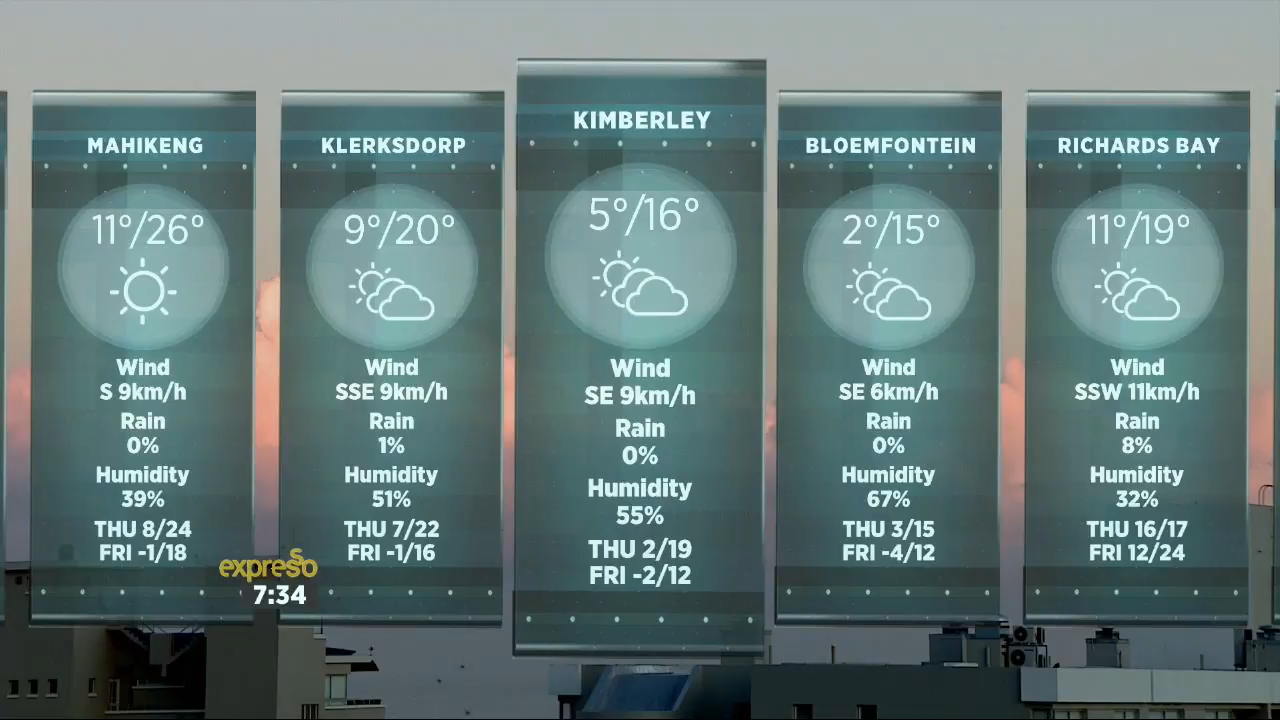 MAHIKENG
11°/26°
Wind
S 9km/h
Rain
0%
Humidity
39%
THU 8/24
FRI -1/18
KLERKSDORP
9°/20°
Wind
SSE 9km/h
Rain
1%
Humidity
51%
THU 7/22
FRI -1/16
KIMBERLEY
5°/16°
Wind
SE 9km/h
Rain
0%
Humidity
55%
THU 2/19
FRI -2/12
BLOEMFONTEIN
2°/15°
Wind
SE 6km/h
Rain
0%
Humidity
67%
THU 3/15
FRI -4/12
RICHARDS BAY
11°/19°
Wind
SSW 11km/h
Rain
8%
Humidity
32%
THU 16/17
FRI 12/24
expresso
7:34